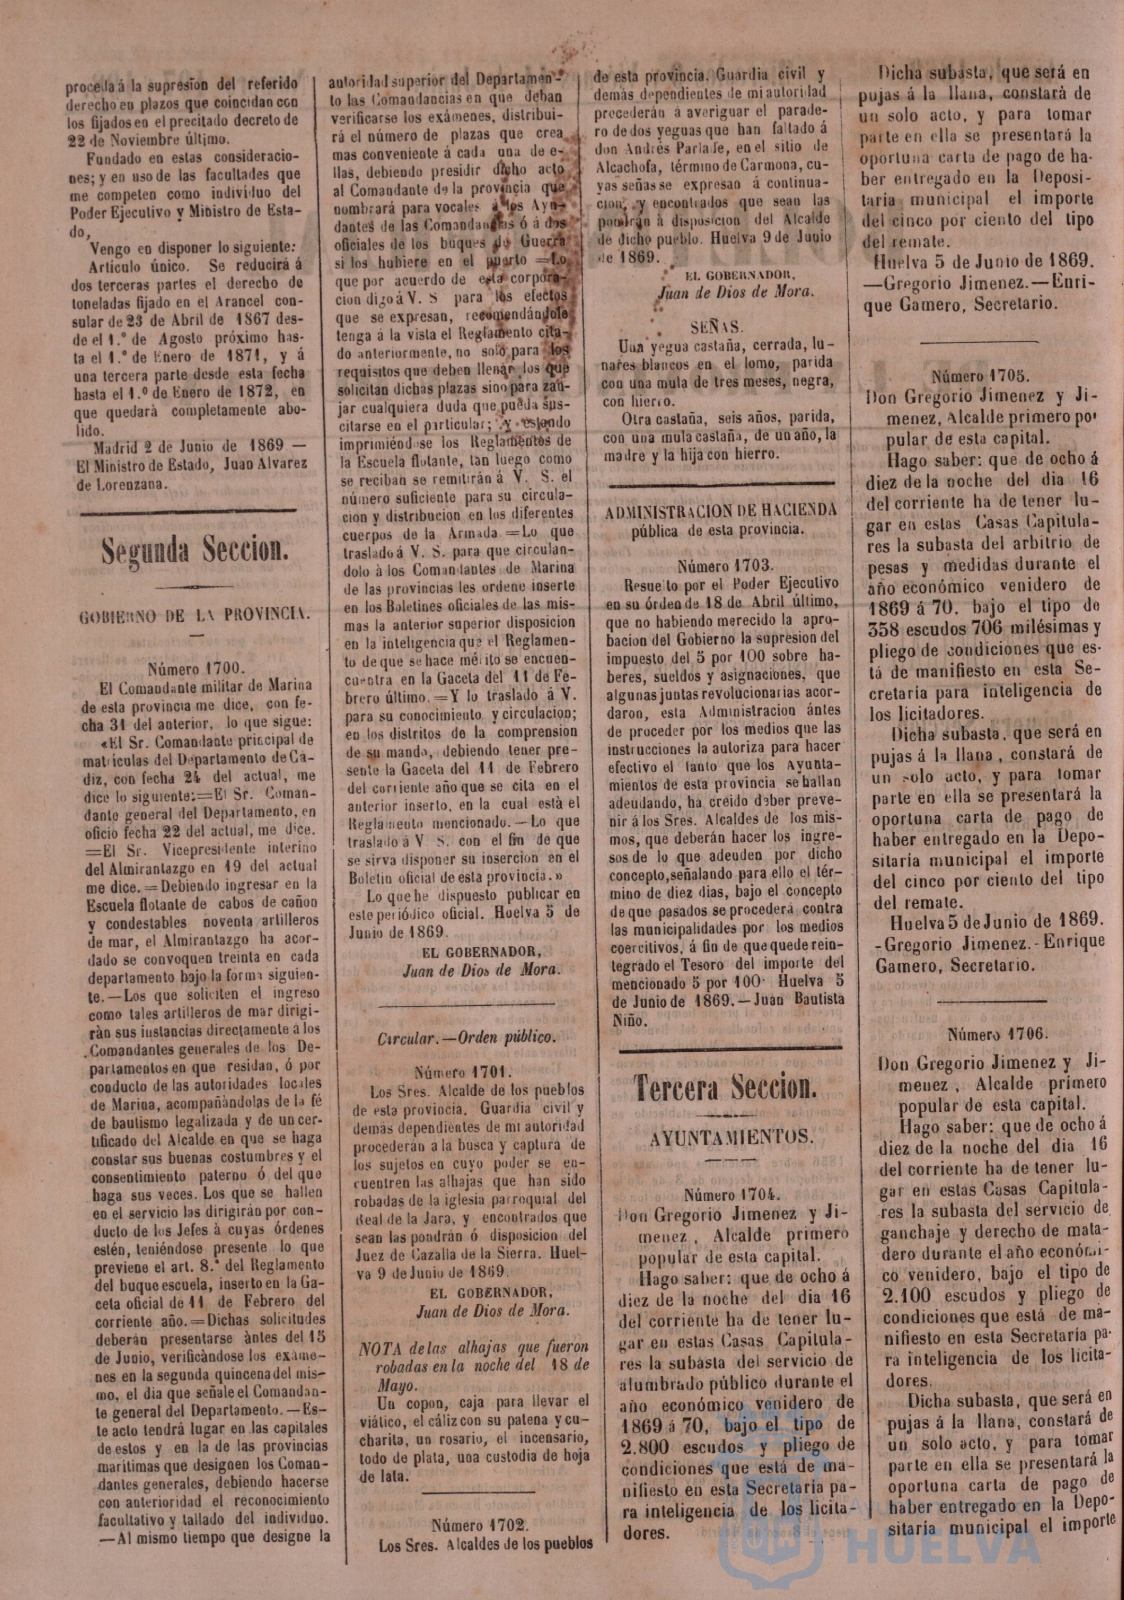 procela á la supresion del referido
derecho en plazos que coincidan con
los fijados en el precitado decreto de
22 de Noviembre último.
Fundado en estas consideracio-
nes; y en uso de las facultades que
me competen como individuo del
Poder Ejecutivo y Ministro de Esta-
do,
Vengo en disponer lo siguiente:
Artículo único. Se reducirá á
dos terceras partes el derecho de
toneladas fijado en el Arancel con-
sular de 23 de Abril de 1867 des-
de el 1.º de Agosto próximo has-
ta el 1.º de Enero de 1871, y á
una tercera parte desde esta fecha
hasta el 1.º de Enero de 1872, en
que quedará completamente abo-
lido.
Madrid 2 de Junio de 1869 —
El Ministro de Estado, Juan Alvarez
de Lorenzana.
Segunda Seccion.
GOBIERNO DE LA PROVINCIA.
Número 1700.
El Comandante militar de Marina
de esta provincia me dice, con fe-
cha 31 del anterior, lo que sigue:
«El Sr. Comandante principal de
matriculas del Departamento de Ca-
diz, con fecha 24 del actual, me
dice lo siguiente:=El Sr. Coman-
dante general del Departamento, en
oficio fecha 22 del actual, me dice.
=El Sr. Vicepresidente interino
del Almirantazgo en 19 del actual
me dice.=Debiendo ingresar en la
Escuela flotante de cabos de cañon
y condestables noventa artilleros
de mar, el Almirantazgo ha acor-
dado se convoquen treinta en cada
departamento bajo la forma siguien-
te.—Los que soliciten el ingreso
como tales artilleros de mar dirigi-
ràn sus instancias directamente á los
Comandantes generales de los De-
partamentos en que residan, ó por
conducto de las autoridades locales
de Marina, acompañándolas de la fé
de bautismo legalizada y de un cer-
tificado del Alcalde en que se haga
constar sus buenas costumbres y el
consentimiento paterno ó del que
haga sus veces. Los que se hallen
en el servicio las dirigirán por con-
ducto de los Jefes à cuyas órdenes
estén, teniéndose presente lo que
previene el art. 8.º del Reglamento
del buque escuela, inserto en la Ga-
ceta oficial de 11 de Febrero del
corriente año.=Dichas solicitudes
deberán presentarse àntes del 15
de Junio, verificàndose los exáme-
nes en la segunda quincena del mis-
mo, el dia que señale el Comandan-
te general del Departamento.—Es-
te acto tendrá lugar en las capitales
de estos y en la de las provincias
maritimas que designen los Coman-
dantes generales, debiendo hacerse
con anterioridad el reconocimiento
facultativo y tallado del individuo.
—Al mismo tiempo que designe la
autoridad superior del Departamen-
to las Comandancias en que deban
verificarse los exámenes, distribui-
rá el número de plazas que crea
mas conveniente á cada una de e-
llas, debiendo presidir dicho acto
al Comandante de la provincia que
nombrará para vocales á los Ayu-
dantes de las Comandancias ó á dos
oficiales de los buques de Guerra
si los hubiere en el puerto =Lo
que por acuerdo de esta corpora-
cion digo á V. S para los efectos
que se expresan, recomendándole
tenga á la vista el Reglamento cita-
do anteriormente, no solo para los
requisitos que deben llenar los que
solicitan dichas plazas sino para zan-
jar cualquiera duda que pueda sus-
citarse en el particular; y estando
imprimiéndose los Reglamentos de
la Escuela flotante, tan luego como
se reciban se remitirán á V. S. el
número suficiente para su circula-
cion y distribucion en los diferentes
cuerpos de la Armada.=Lo que
traslado á V. S. para que circulan-
dolo á los Comandantes de Marina
de las provincias les ordene inserte
en los Boletines oficiales de las mis-
mas la anterior superior disposicion
en la inteligencia que el Reglamen-
to de que se hace mérito se encuen-
cuentra en la Gaceta del 11 de Fe-
brero último.=Y lo traslado á V.
para su conocimiento y circulacion;
en los distritos de la comprension
de su mando, debiendo tener pre-
sente la Gaceta del 11 de Febrero
del corriente año que se cita en el
anterior inserto, en la cual está el
Reglamento mencionado.—Lo que
traslado á V S. con el fin de que
se sirva disponer su insercion en el
Boletin oficial de esta provincia.»
Lo que he dispuesto publicar en
este periódico oficial. Huelva 5 de
Junio de 1869.
EL GOBERNADOR,
Juan de Dios de Mora.
Circular.—Orden público.
Número 1701.
Los Sres. Alcalde de los pueblos
de esta provincia, Guardia civil y
demás dependientes de mi autoridad
procederán à la busca y captura de
los sujetos en cuyo poder se en-
cuentren las alhajas que han sido
robadas de la iglesia parroquial del
Real de la Jara, y encontrados que
sean las pondrán ó disposicion del
Juez de Cazalla de la Sierra. Huel-
va 9 de Junio de 1869.
EL GOBERNADOR,
Juan de Dios de Mora.
NOTA de las alhajas que fueron
robadas en la noche del 18 de
Mayo.
Un copon, caja para llevar el
viático, el cáliz con su patena y cu-
charita, un rosario, el incensario,
todo de plata, una custodia de hoja
de lata.
Número 1702.
Los Sres. Alcaldes de los pueblos
de esta provincia. Guardia civil y
demás dependientes de mi autoridad
procederán á averiguar el parade-
ro de dos yeguas que han faltado á
don Andrés Parlafe, en el sitio de
Alcachofa, término de Carmona, cu-
yas señas se expresan á continua-
cion, y encontrados que sean las
pondràn à disposicion del Alcalde
de dicho pueblo. Huelva 9 de Junio
de 1869.
EL GOBERNADOR,
Juan de Dios de Mora.
SEÑAS.
Una yegua castaña, cerrada, lu-
nares blancos en el lomo, parida
con una mula de tres meses, negra,
con hierro.
Otra castaña, seis años, parida,
con una mula castaña, de un año, la
madre y la hija con hierro.
ADMINISTRACION DE HACIENDA
pública de esta provincia.
Número 1703.
Resuelto por el Poder Ejecutivo
en su órden de 18 de Abril último,
que no habiendo merecido la apro-
bacion del Gobierno la supresion del
impuesto del 5 por 100 sobre ha-
beres, sueldos y asignaciones, que
algunas juntas revolucionarias acor-
daron, esta Administracion ántes
de proceder por los medios que las
instrucciones la autoriza para hacer
efectivo el tanto que los Ayunta-
mientos de esta provincia se hallan
adeudando, ha creido deber preve-
nir á los Sres. Alcaldes de los mis-
mos, que deberán hacer los ingre-
sos de lo que adeuden por dicho
concepto, señalando para ello el tér-
mino de diez dias, bajo el concepto
de que pasados se procederá contra
las municipalidades por los medios
coercitivos, á fin de que quede rein-
tegrado el Tesoro del importe del
mencionado 5 por 100· Huelva 5
de Junio de 1869.—Juan Bautista
Niño.
Tercera Seccion.
AYUNTAMIENTOS.
Número 1704.
Don Gregorio Jimenez y Ji-
menez, Alcalde primero
popular de esta capital.
Hago saber: que de ocho á
diez de la noche del dia 16
del corriente ha de tener lu-
gar en estas Casas Capitula-
res la subasta del servicio de
alumbrado público durante el
año económico venidero de
1869 á 70, bajo el tipo de
2.800 escudos y pliego de
condiciones que está de ma-
nifiesto en esta Secretaria pa-
ra inteligencia de los licita-
dores.
Dicha subasta, que será en
pujas á la llana, constará de
un solo acto, y para tomar
parte en ella se presentará la
oportuna carta de pago de ha-
ber entregado en la Deposi-
taria municipal el importe
del cinco por ciento del tipo
del remate.
Huelva 5 de Junio de 1869.
—Gregorio Jimenez.—Enri-
que Gamero, Secretario.
Número 1705.
Don Gregorio Jimenez y Ji-
menez, Alcalde primero po-
pular de esta capital.
Hago saber: que de ocho á
diez de la noche del dia 16
del corriente ha de tener lu-
gar en estas Casas Capitula-
res la subasta del arbitrio de
pesas y medidas durante el
año económico venidero de
1869 á 70. bajo el tipo de
358 escudos 706 milésimas y
pliego de condiciones que es-
tá de manifiesto en esta Se-
cretaria para inteligencia de
los licitadores.
Dicha subasta, que será en
pujas á la llana, constará de
un solo acto, y para tomar
parte en ella se presentará la
oportuna carta de pago de
haber entregado en la Depo-
sitaria municipal el importe
del cinco por ciento del tipo
del remate.
Huelva 5 de Junio de 1869.
-Gregorio Jimenez.- Enrique
Gamero, Secretario.
Número 1706.
Don Gregorio Jimenez y Ji-
menez, Alcalde primero
popular de esta capital.
Hago saber: que de ocho á
diez de la noche del dia 16
del corriente ha de tener lu-
gar en estas Casas Capitula-
res la subasta del servicio de
ganchaje y derecho de mata-
dero durante el año económi-
co venidero, bajo el tipo de
2.100 escudos y pliego de
condiciones que está de ma-
nifiesto en esta Secretaría pa-
ra inteligencia de los licita-
dores.
Dicha subasta, que será en
pujas á la llana, constará de
un solo acto, y para tomar
parte en ella se presentará la
oportuna carta de pago de
haber entregado en la Depo-
sitaría municipal el importe
HUELVA